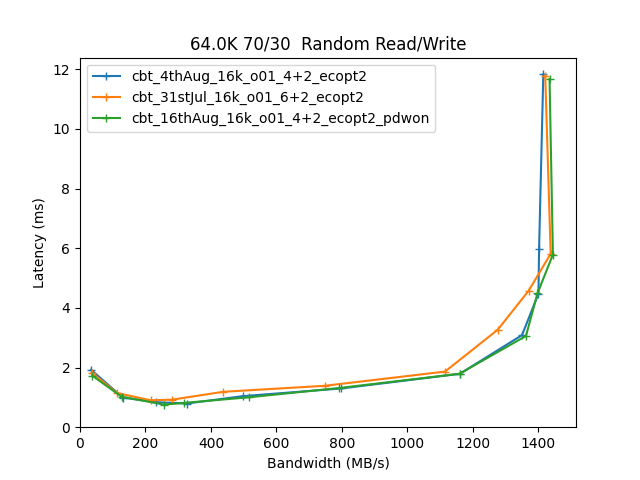 64.0K 70/30  Random Read/Write
cbt_4thAug_16k_o01_4+2_ecopt2
cbt_31stJul_16k_o01_6+2_ecopt2
cbt_16thAug_16k_o01_4+2_ecopt2_pdwon
Latency (ms)
12
10
8
6
4
2
0
0 200 400 600 800 1000 1200 1400
Bandwidth (MB/s)